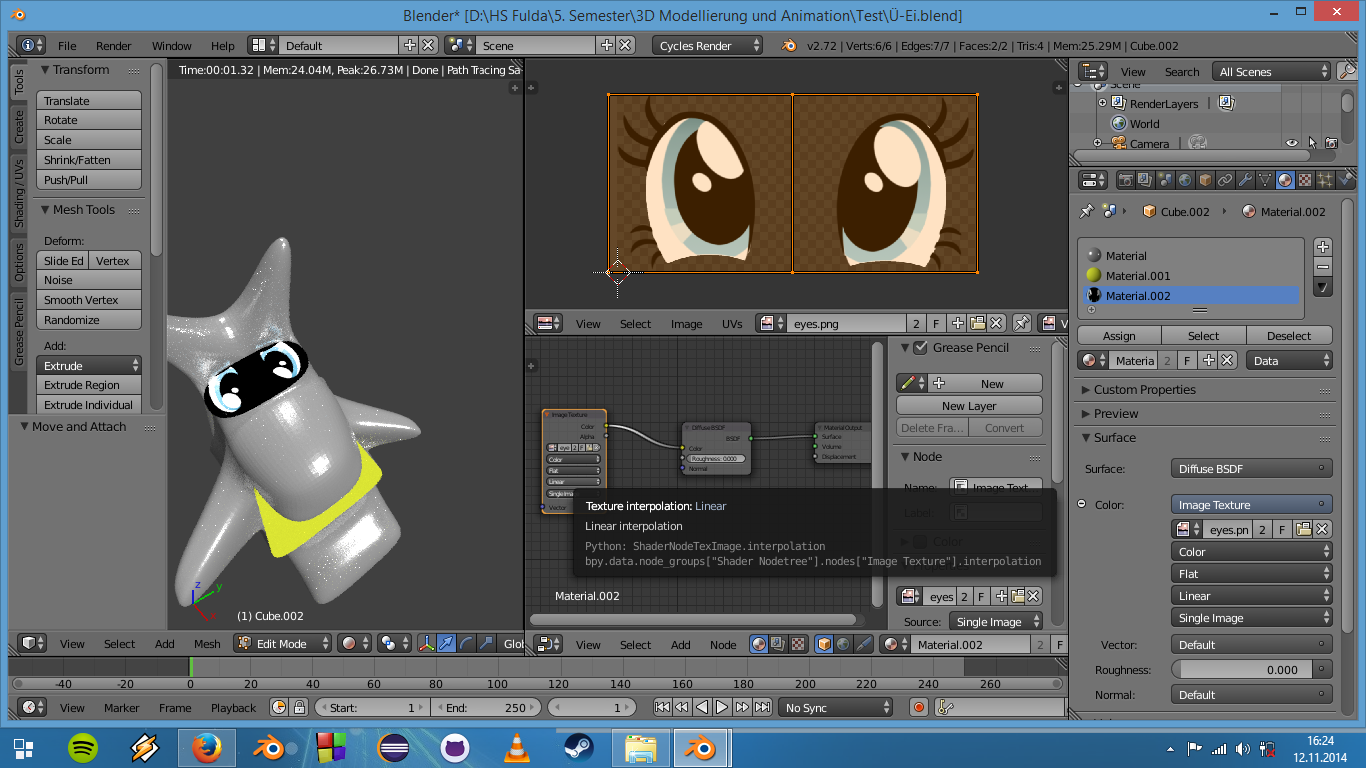 Blender* [D:\HS Fulda\5. Semester\3D Modellierung und Animation\Test\Ü-Ei.blend]
File Render Window Help Default Scene Cycles Render v2.72 | Verts:6/6 | Edges:7/7 | Faces:2/2 | Tris:4 | Mem:25.29M | Cube.002
Tools
Create
Shading / UVs
Options
Grease Pencil
Transform
Translate
Rotate
Scale
Shrink/Fatten
Push/Pull
Mesh Tools
Deform:
Slide Ed Vertex
Noise
Smooth Vertex
Randomize
Add:
Extrude
Extrude Region
Extrude Individual
Move and Attach
Time:00:01.32 | Mem:24.04M, Peak:26.73M | Done | Path Tracing Sa
z
y
x
(1) Cube.002
View Select Add Mesh Edit Mode Glol
View Select Image UVs eyes.png 2 F V
Image Texture
Color
Alpha
2 F
Color
Flat
Linear
Single Ima
Vector
Diffuse BSDF
BSDF
Color
Roughness: 0.000
Normal
Material Output
Surface
Volume
Displacement
Texture interpolation: Linear
Linear interpolation
Python: ShaderNodeTexImage.interpolation
bpy.data.node_groups["Shader Nodetree"].nodes["Image Texture"].interpolation
Material.002
Grease Pencil
New
New Layer
Delete Fra... Convert
Node
Name: Image Text
Label:
Color
eyes 2 F
Source: Single Image
View Select Add Node Material.002 2 F
View Search All Scenes
Scene
RenderLayers |
World
Camera |
Cube.002 Material.002
Material
Material.001
Material.002
Assign Select Deselect
Materia 2 F Data
Custom Properties
Preview
Surface
Surface: Diffuse BSDF
Color: Image Texture
eyes.pn 2 F
Color
Flat
Linear
Single Image
Vector: Default
Roughness: 0.000
Normal: Default
-40 -20 0 20 40 60 80 100 120 140 160 180 200 220 240 260
View Marker Frame Playback Start: 1 End: 250 1 No Sync
16:24
12.11.2014